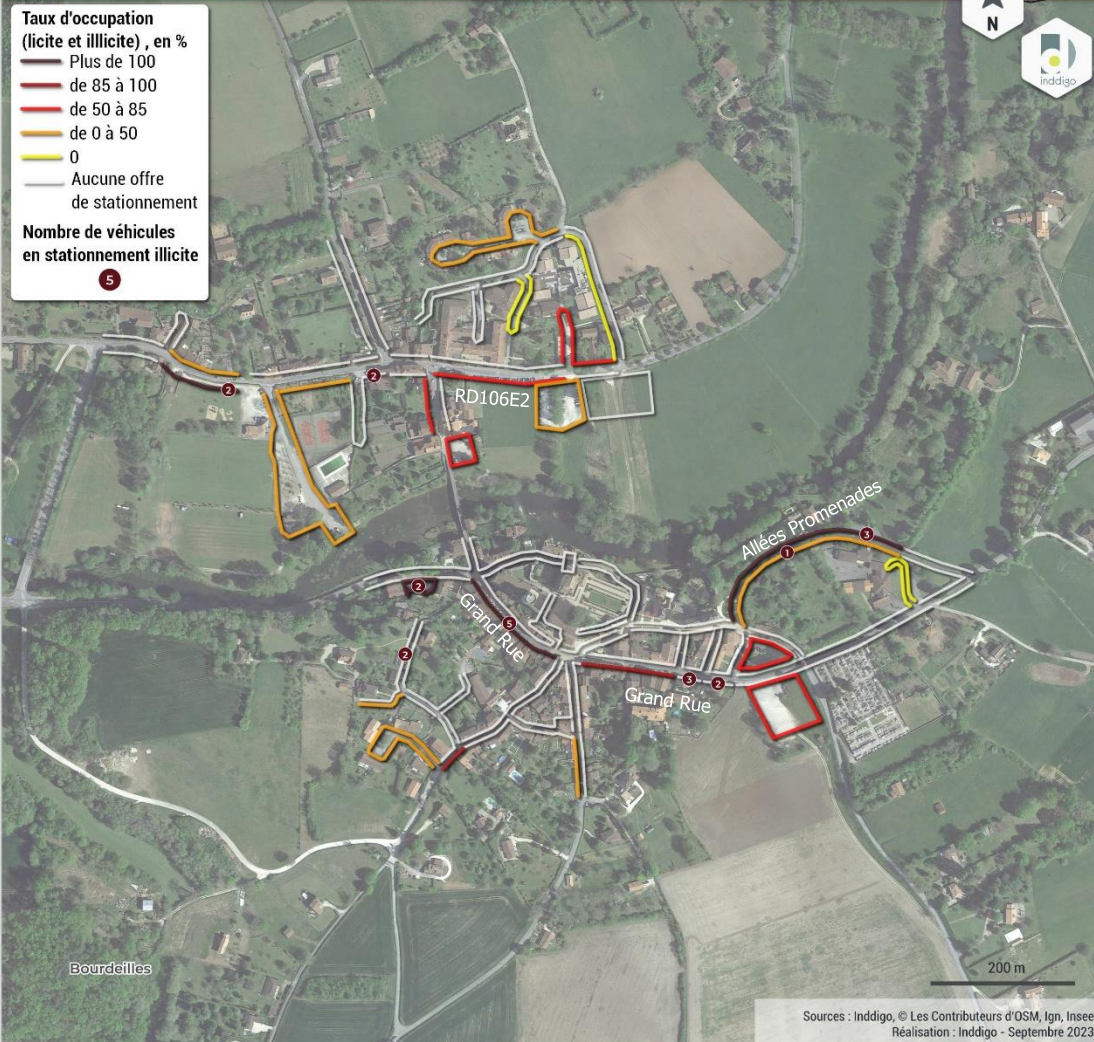 Taux d'occupation
(licite et illlicite) , en %
Plus de 100
de 85 à 100
de 50 à 85
de 0 à 50
0
Aucune offre
de stationnement
Nombre de véhicules
en stationnement illicite
5
N
inddigo
2
2
RD106E2
Allées Promenades
3
1
2
5
Grand Rue
2
3
2
Grand Rue
Bourdeilles
200 m
Sources : Inddigo, © Les Contributeurs d'OSM, Ign, Insee
Réalisation : Inddigo - Septembre 2023